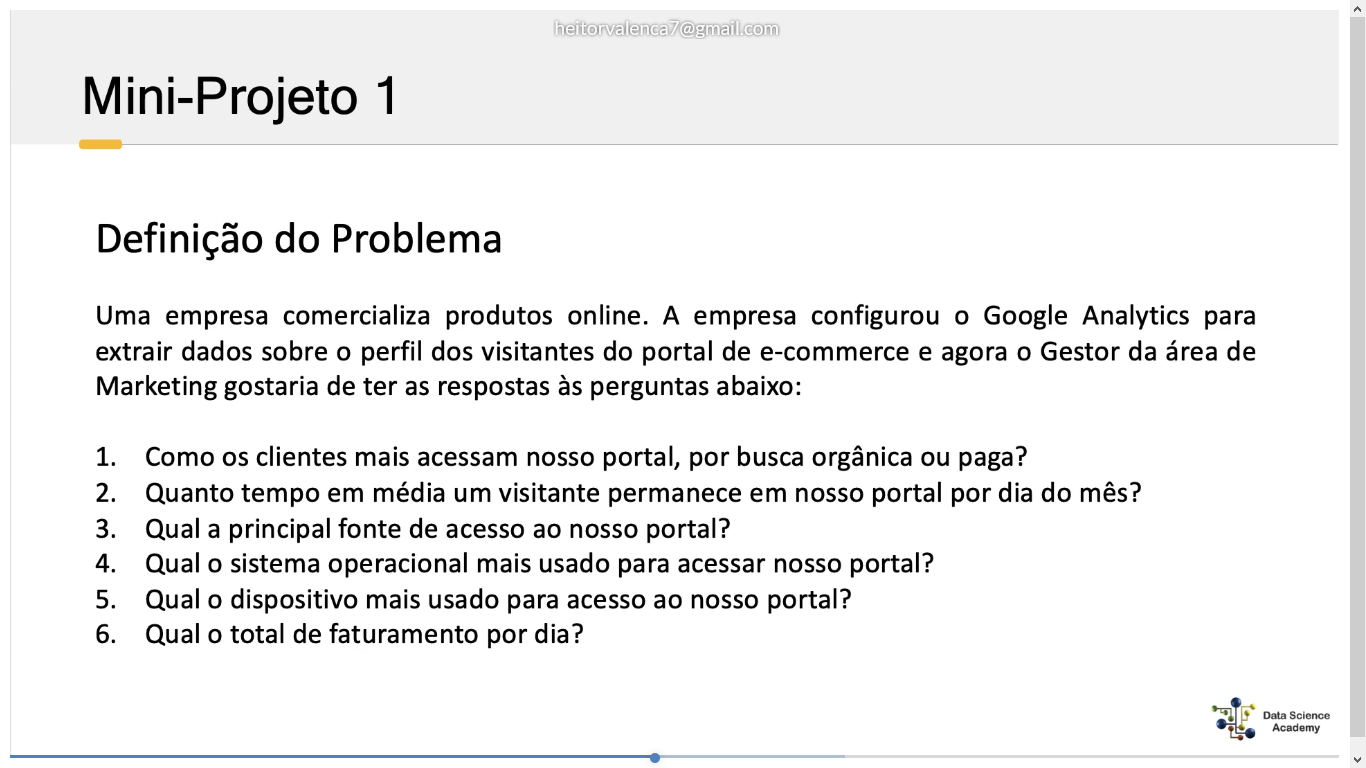 heitorvalenca7@gmail.com
Mini-Projeto 1
Definição do Problema
Uma empresa comercializa produtos online. A empresa configurou o Google Analytics para
extrair dados sobre o perfil dos visitantes do portal de e-commerce e agora o Gestor da área de
Marketing gostaria de ter as respostas às perguntas abaixo:
1. Como os clientes mais acessam nosso portal, por busca orgânica ou paga?
2. Quanto tempo em média um visitante permanece em nosso portal por dia do mês?
3. Qual a principal fonte de acesso ao nosso portal?
4. Qual o sistema operacional mais usado para acessar nosso portal?
5. Qual o dispositivo mais usado para acesso ao nosso portal?
6. Qual o total de faturamento por dia?
Data Science
Academy